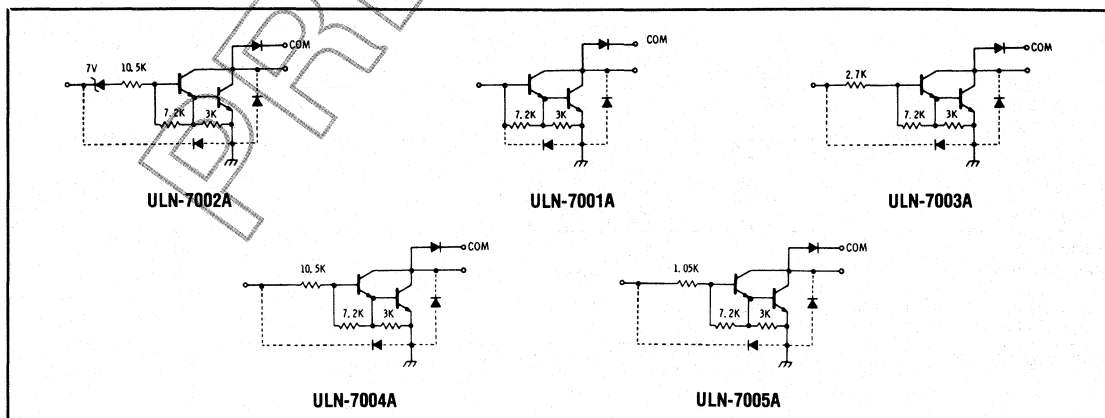 PRE
COM
7V
10.5K
7.2K
3K
ULN-7002A
COM
7.2K
3K
ULN-7001A
COM
2.7K
7.2K
3K
ULN-7003A
COM
10.5K
7.2K
3K
ULN-7004A
COM
1.05K
7.2K
3K
ULN-7005A